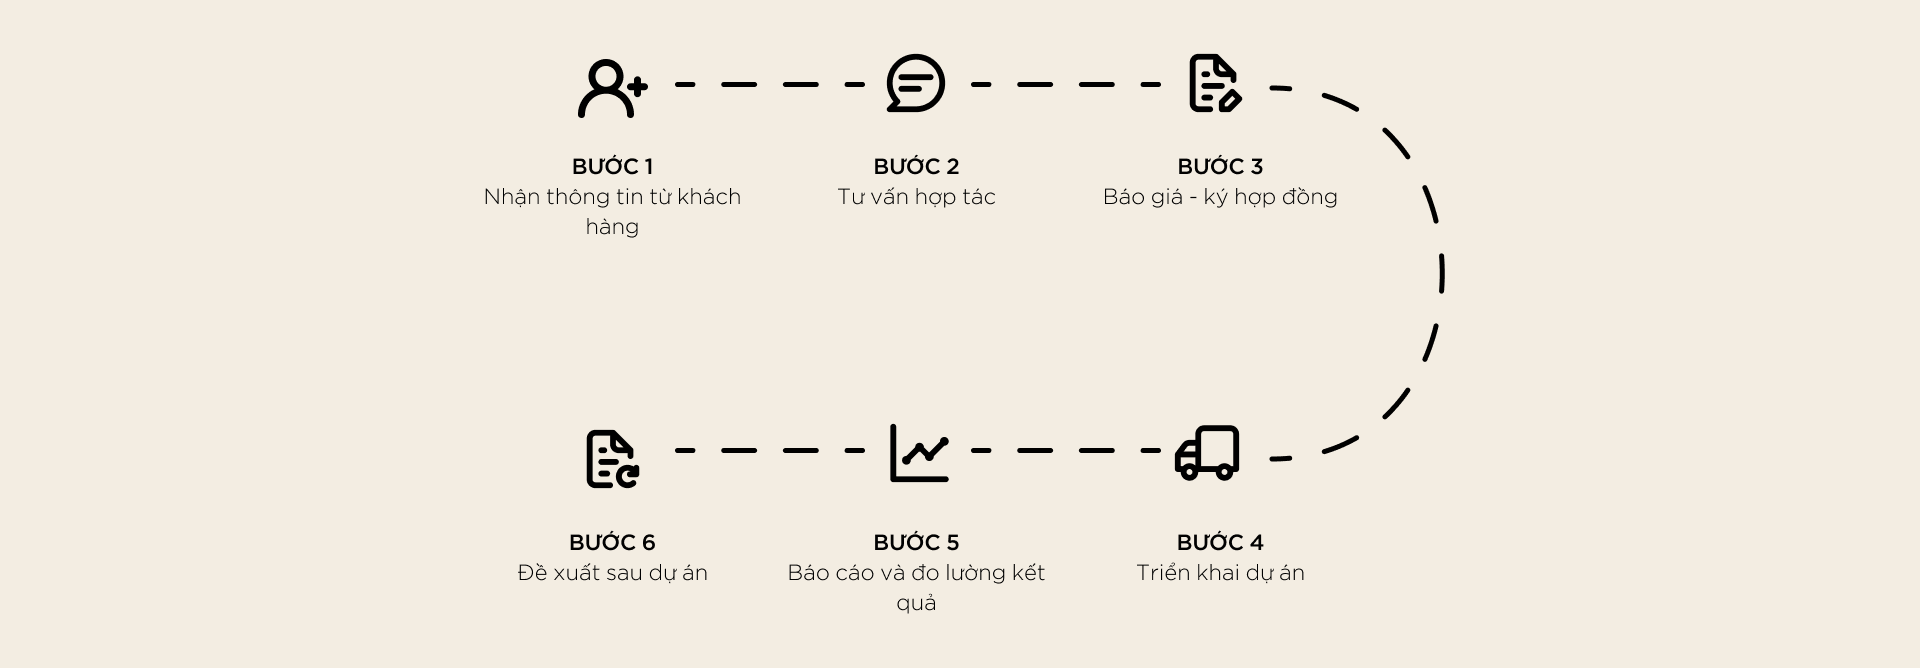 BƯỚC 1
Nhận thông tin từ khách
hàng
BƯỚC 2
Tư vấn hợp tác
BƯỚC 3
Báo giá - ký hợp đồng
BƯỚC 4
Triển khai dự án
BƯỚC 5
Báo cáo và đo lường kết
quả
BƯỚC 6
Đề xuất sau dự án